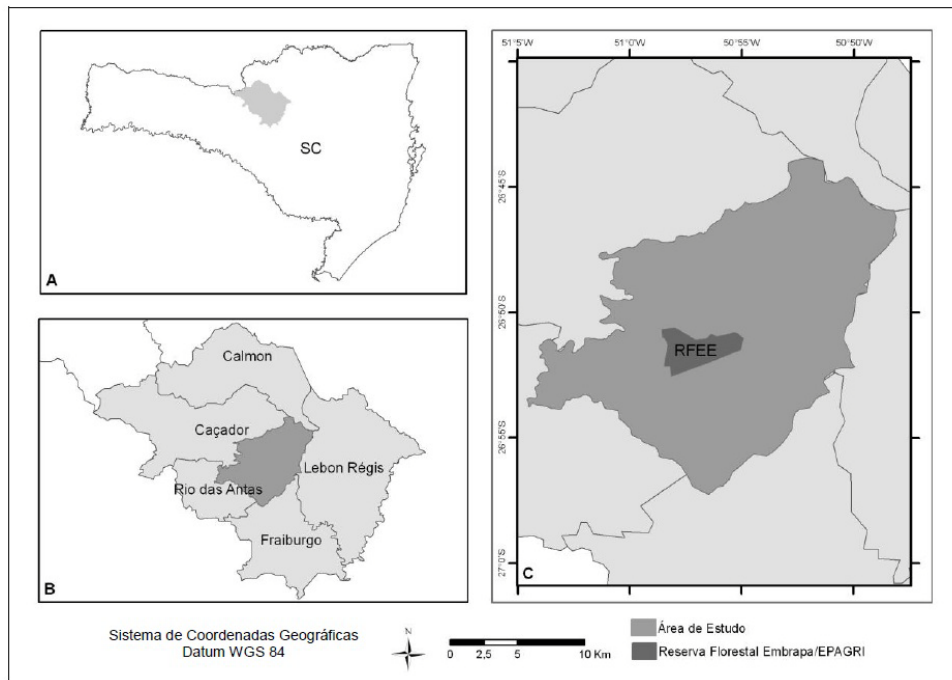 SC
A
Calmon
Caçador
Lebon Régis
Rio das Antas
Fraiburgo
B
51°5'W 51°0'W 50°55'W 50°50'W
26°45'S
26°50'S
26°55'S
27°0'S
RFEE
C
Sistema de Coordenadas Geográficas
Datum WGS 84
N
0 2,5 5 10 Km
Área de Estudo
Reserva Florestal Embrapa/EPAGRI